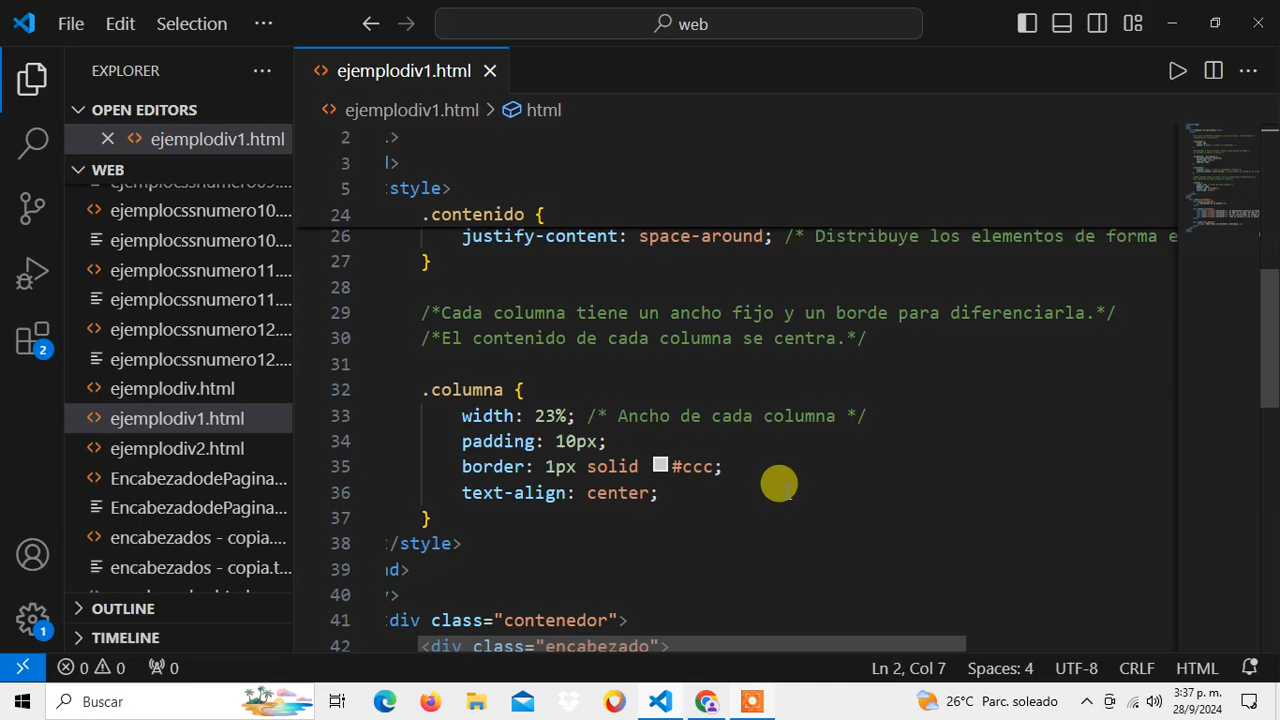 File Edit Selection ··· web
EXPLORER ···
ejemplodiv1.html
OPEN EDITORS
ejemplodiv1.html
ejemplodiv1.html > html
WEB
ejemplocssnumero10....
ejemplocssnumero10....
ejemplocssnumero11....
ejemplocssnumero11....
ejemplocssnumero12....
ejemplocssnumero12....
ejemplodiv.html
ejemplodiv1.html
ejemplodiv2.html
EncabezadodePagina...
EncabezadodePagina...
encabezados - copia....
encabezados - copia.t...
OUTLINE
TIMELINE
2 .>
3 l>
5 style>
24 .contenido {
26 justify-content: space-around; /* Distribuye los elementos de forma e
27 }
28
29 /*Cada columna tiene un ancho fijo y un borde para diferenciarla.*/
30 /*El contenido de cada columna se centra.*/
31
32 .columna {
33 width: 23%; /* Ancho de cada columna */
34 padding: 10px;
35 border: 1px solid #ccc;
36 text-align: center;
37 }
38 /style>
39 ad>
40 >
41 div class="contenedor">
42 <div class="encabezado">
2
1
0 0 0 Ln 2, Col 7 Spaces: 4 UTF-8 CRLF HTML
Buscar 26°C Parc. soleado 3:37 p. m.
28/9/2024